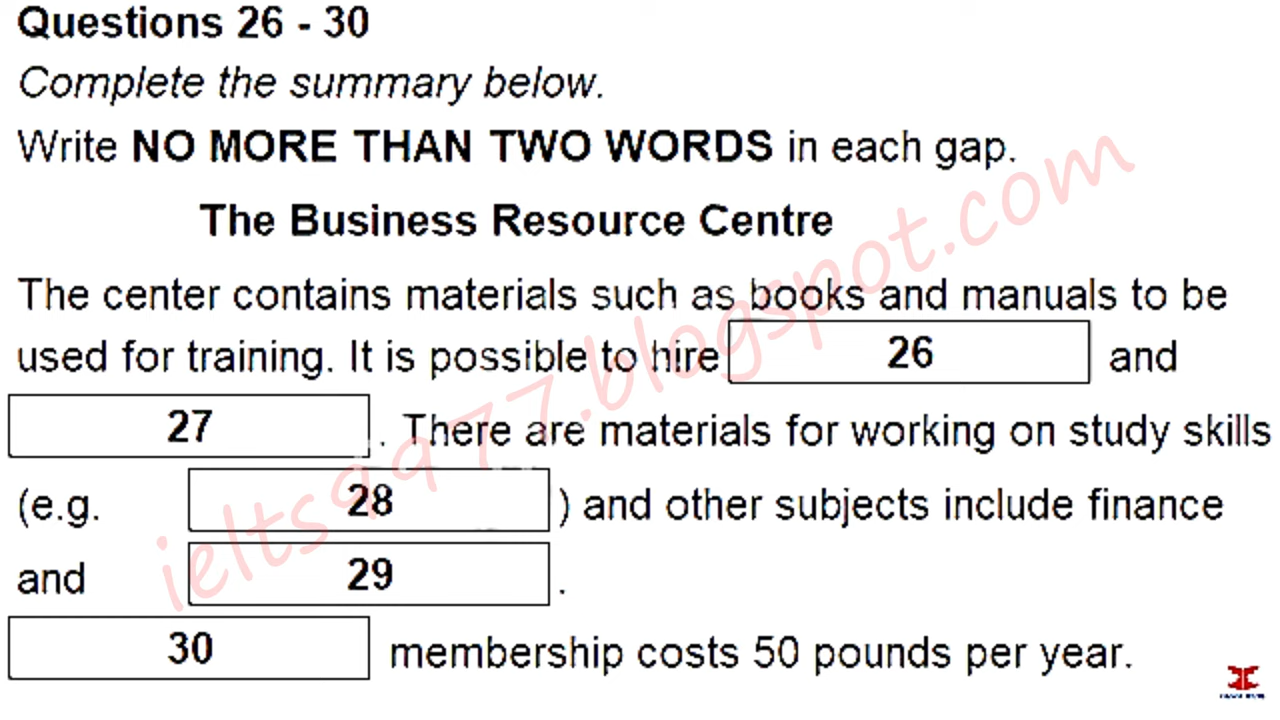 Questions 26 - 30
Complete the summary below.
Write NO MORE THAN TWO WORDS in each gap.
The Business Resource Centre
The center contains materials such as books and manuals to be
used for training. It is possible to hire 26 and
27 . There are materials for working on study skills
(e.g. 28 ) and other subjects include finance
and 29 .
30 membership costs 50 pounds per year.
ielts9977.blogspot.com